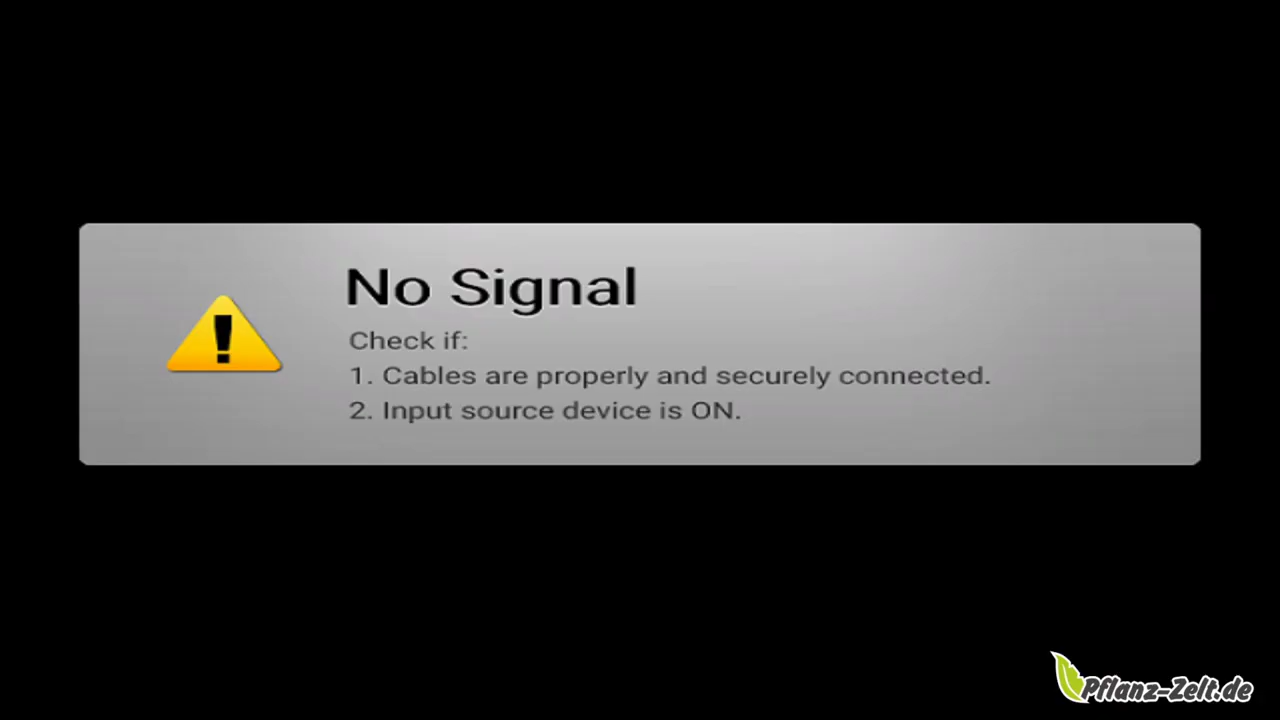 No Signal
Check if:
1. Cables are properly and securely connected.
2. Input source device is ON.
Pflanz-Zelt.de